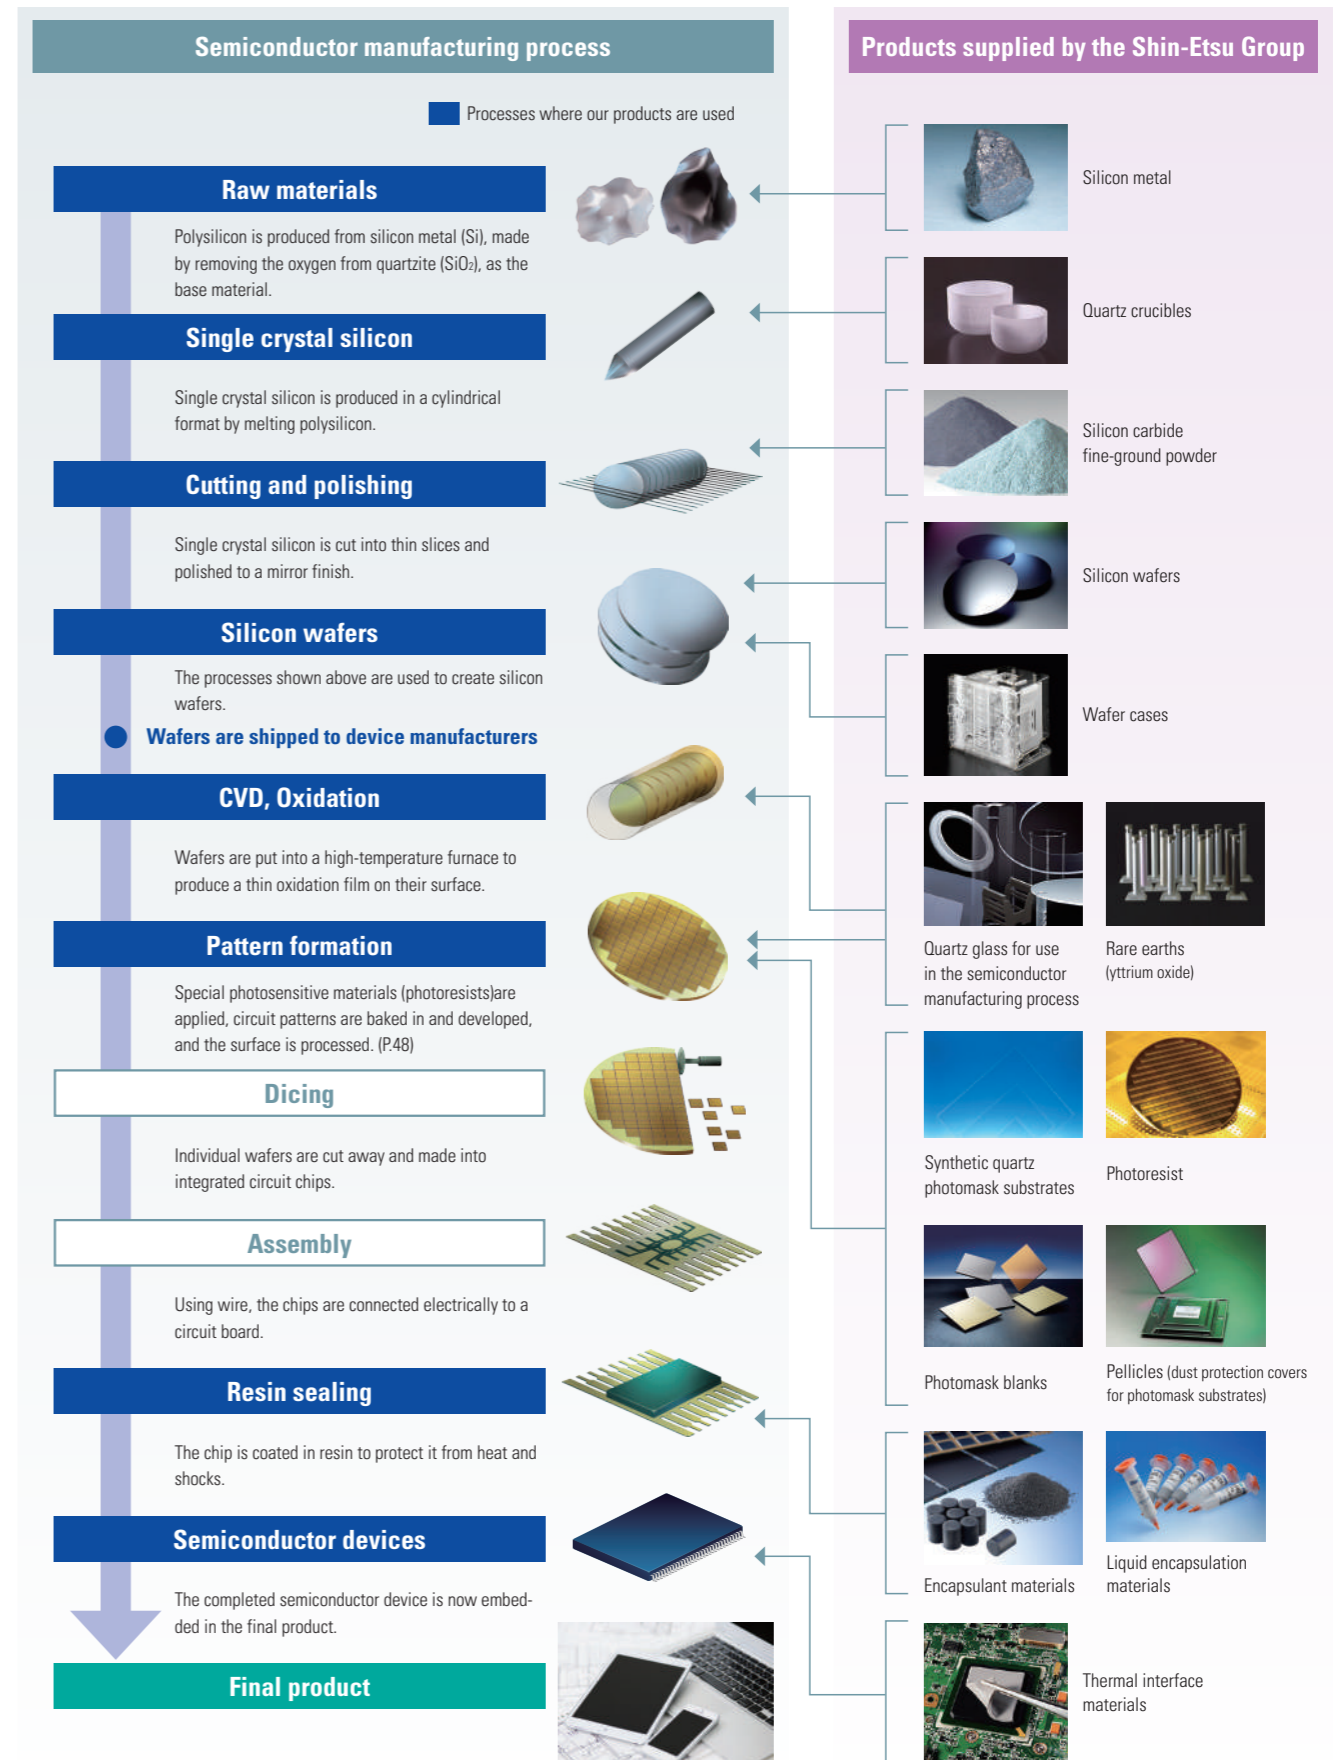 Semiconductor manufacturing process
Processes where our products are used
Raw materials
Polysilicon is produced from silicon metal (Si), made
by removing the oxygen from quartzite (SiO₂), as the
base material.
Single crystal silicon
Single crystal silicon is produced in a cylindrical
format by melting polysilicon.
Cutting and polishing
Single crystal silicon is cut into thin slices and
polished to a mirror finish.
Silicon wafers
The processes shown above are used to create silicon
wafers.
Wafers are shipped to device manufacturers
CVD, Oxidation
Wafers are put into a high-temperature furnace to
produce a thin oxidation film on their surface.
Pattern formation
Special photosensitive materials (photoresists)are
applied, circuit patterns are baked in and developed,
and the surface is processed. (P.48)
Dicing
Individual wafers are cut away and made into
integrated circuit chips.
Assembly
Using wire, the chips are connected electrically to a
circuit board.
Resin sealing
The chip is coated in resin to protect it from heat and
shocks.
Semiconductor devices
The completed semiconductor device is now embed-
ded in the final product.
Final product
Products supplied by the Shin-Etsu Group
Silicon metal
Quartz crucibles
Silicon carbide
fine-ground powder
Silicon wafers
Wafer cases
Quartz glass for use
in the semiconductor
manufacturing process
Rare earths
(yttrium oxide)
Synthetic quartz
photomask substrates
Photoresist
Photomask blanks
Pellicles (dust protection covers
for photomask substrates)
Encapsulant materials
Liquid encapsulation
materials
Thermal interface
materials